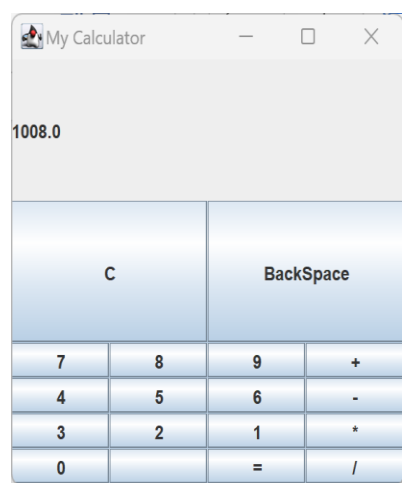 My Calculator
1008.0
C BackSpace
7 8 9 +
4 5 6 -
3 2 1 *
0 = /